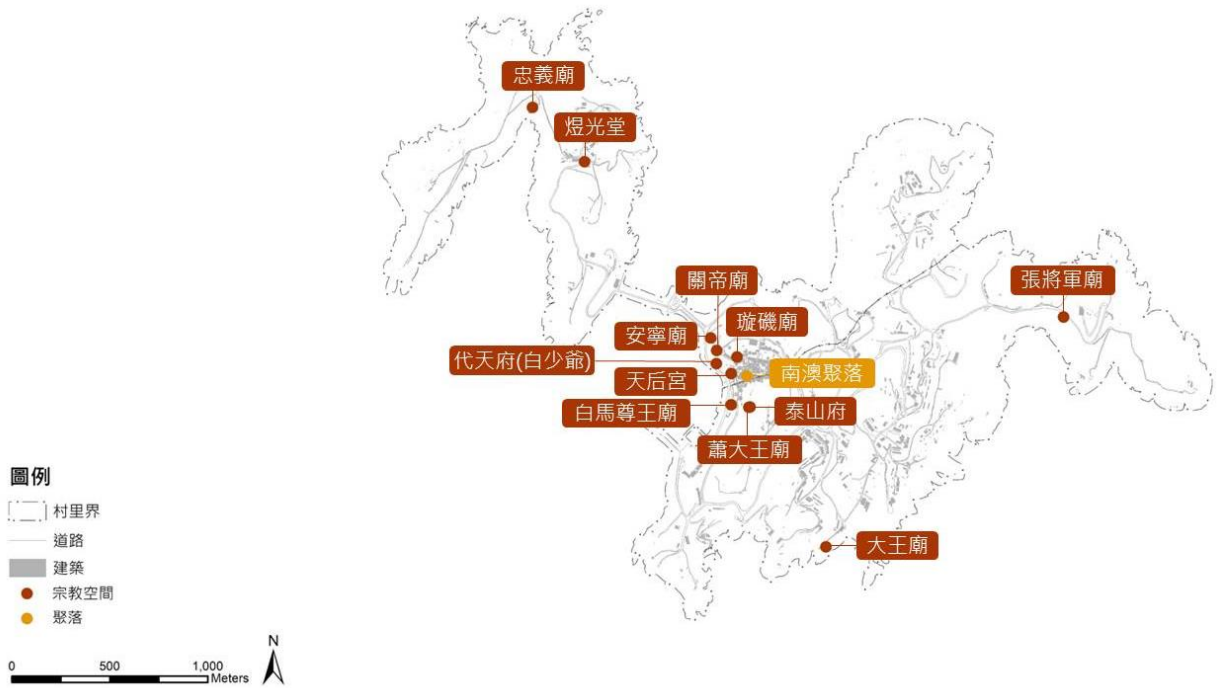 忠義廟
煜光堂
關帝廟
張將軍廟
安寧廟
璇磯廟
代天府(白少爺)
天后宮
南澳聚落
白馬尊王廟
泰山府
蕭大王廟
大王廟
圖例
村里界
道路
建築
宗教空間
聚落
N
0 500 1,000
Meters